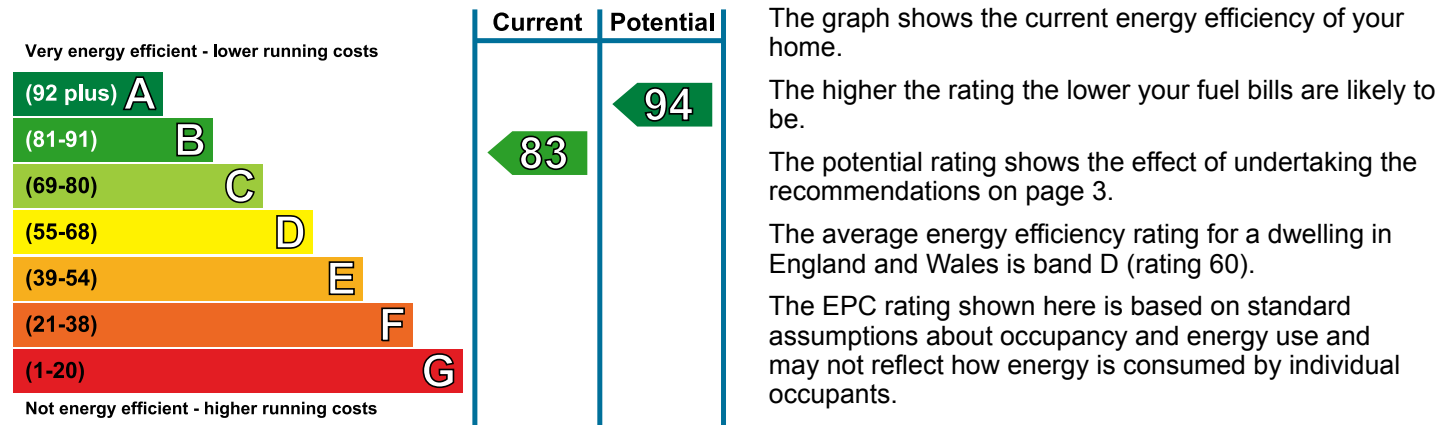 Current Potential
Very energy efficient - lower running costs
(92 plus) A
94
(81-91) B
83
(69-80) C
(55-68) D
(39-54) E
(21-38) F
(1-20) G
Not energy efficient - higher running costs
The graph shows the current energy efficiency of your
home.
The higher the rating the lower your fuel bills are likely to
be.
The potential rating shows the effect of undertaking the
recommendations on page 3.
The average energy efficiency rating for a dwelling in
England and Wales is band D (rating 60).
The EPC rating shown here is based on standard
assumptions about occupancy and energy use and
may not reflect how energy is consumed by individual
occupants.